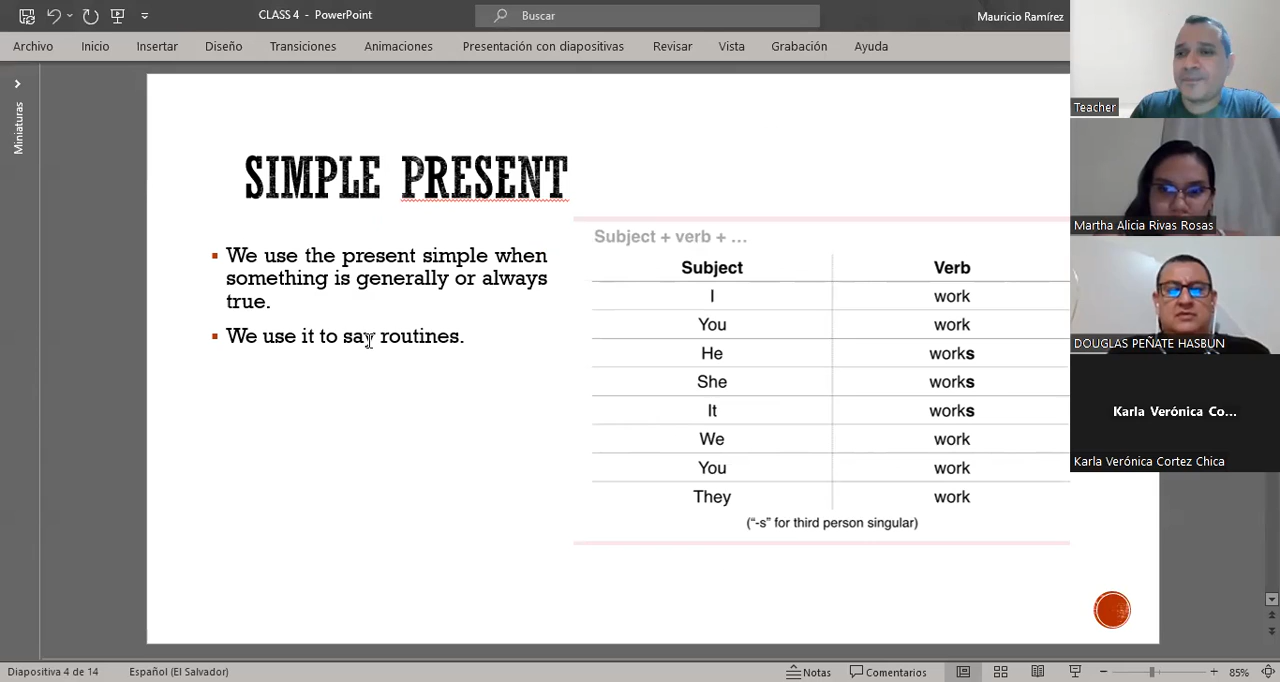 CLASS 4 - PowerPoint
Buscar
Mauricio Ramírez
Archivo Inicio Insertar Diseño Transiciones Animaciones Presentación con diapositivas Revisar Vista Grabación Ayuda
Miniaturas
SIMPLE PRESENT
We use the present simple when
something is generally or always
true.
We use it to say routines.
Subject + verb + ...
Subject Verb
I work
You work
He works
She works
It works
We work
You work
They work
("-s" for third person singular)
Teacher
Martha Alicia Rivas Rosas
DOUGLAS PEÑATE HASBUN
Karla Verónica Co...
Karla Verónica Cortez Chica
Diapositiva 4 de 14 Español (El Salvador) Notas Comentarios 85%